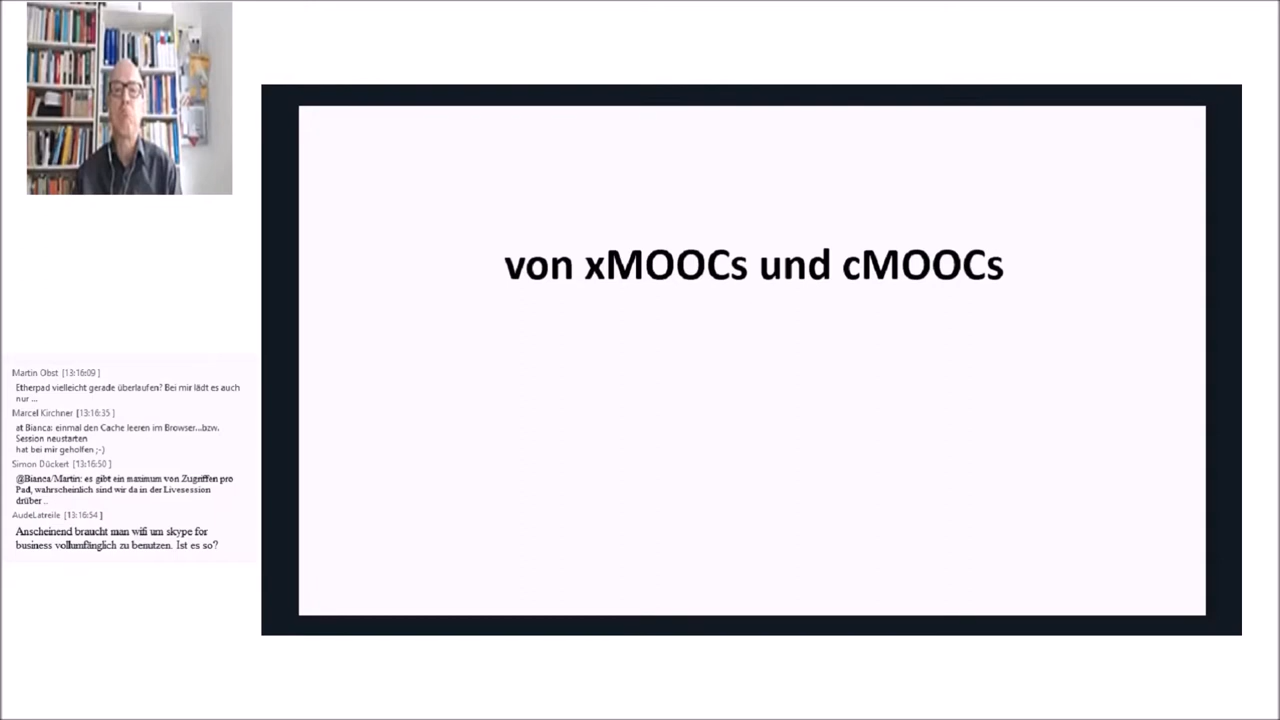 von xMOOCs und cMOOCs
Martin Obst [13:16:09 ]
Etherpad vielleicht gerade überlaufen? Bei mir lädt es auch
nur ...
Marcel Kirchner [13:16:35 ]
at Bianca: einmal den Cache leeren im Browser...bzw.
Session neustarten
hat bei mir geholfen ;-)
Simon Dückert [13:16:50 ]
@Bianca/Martin: es gibt ein maximum von Zugriffen pro
Pad, wahrscheinlich sind wir da in der Livesession
drüber ..
AudeLatreile [13:16:54 ]
Anscheinend braucht man wifi um skype for
business vollumfänglich zu benutzen. Ist es so?